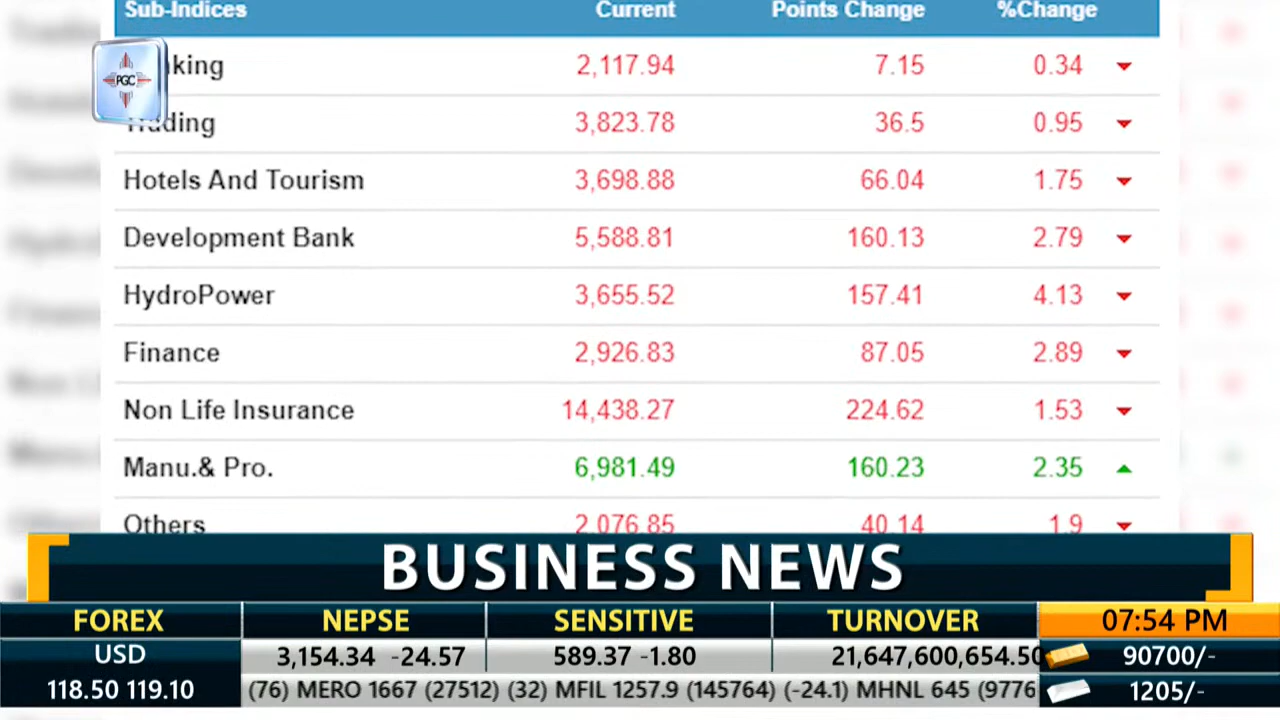 Sub-Indices Current Points Change %Change
PGC
2,117.94 7.15 0.34
Trading 3,823.78 36.5 0.95
Hotels And Tourism 3,698.88 66.04 1.75
Development Bank 5,588.81 160.13 2.79
HydroPower 3,655.52 157.41 4.13
Finance 2,926.83 87.05 2.89
Non Life Insurance 14,438.27 224.62 1.53
Manu.& Pro. 6,981.49 160.23 2.35
Others 2,076.85 40.14 1.9
BUSINESS NEWS
FOREX NEPSE SENSITIVE TURNOVER 07:54 PM
USD 3,154.34 -24.57 589.37 -1.80 21,647,600,654.50 90700/-
118.50 119.10 (76) MERO 1667 (27512) (32) MFIL 1257.9 (145764) (-24.1) MHNL 645 (9776 1205/-